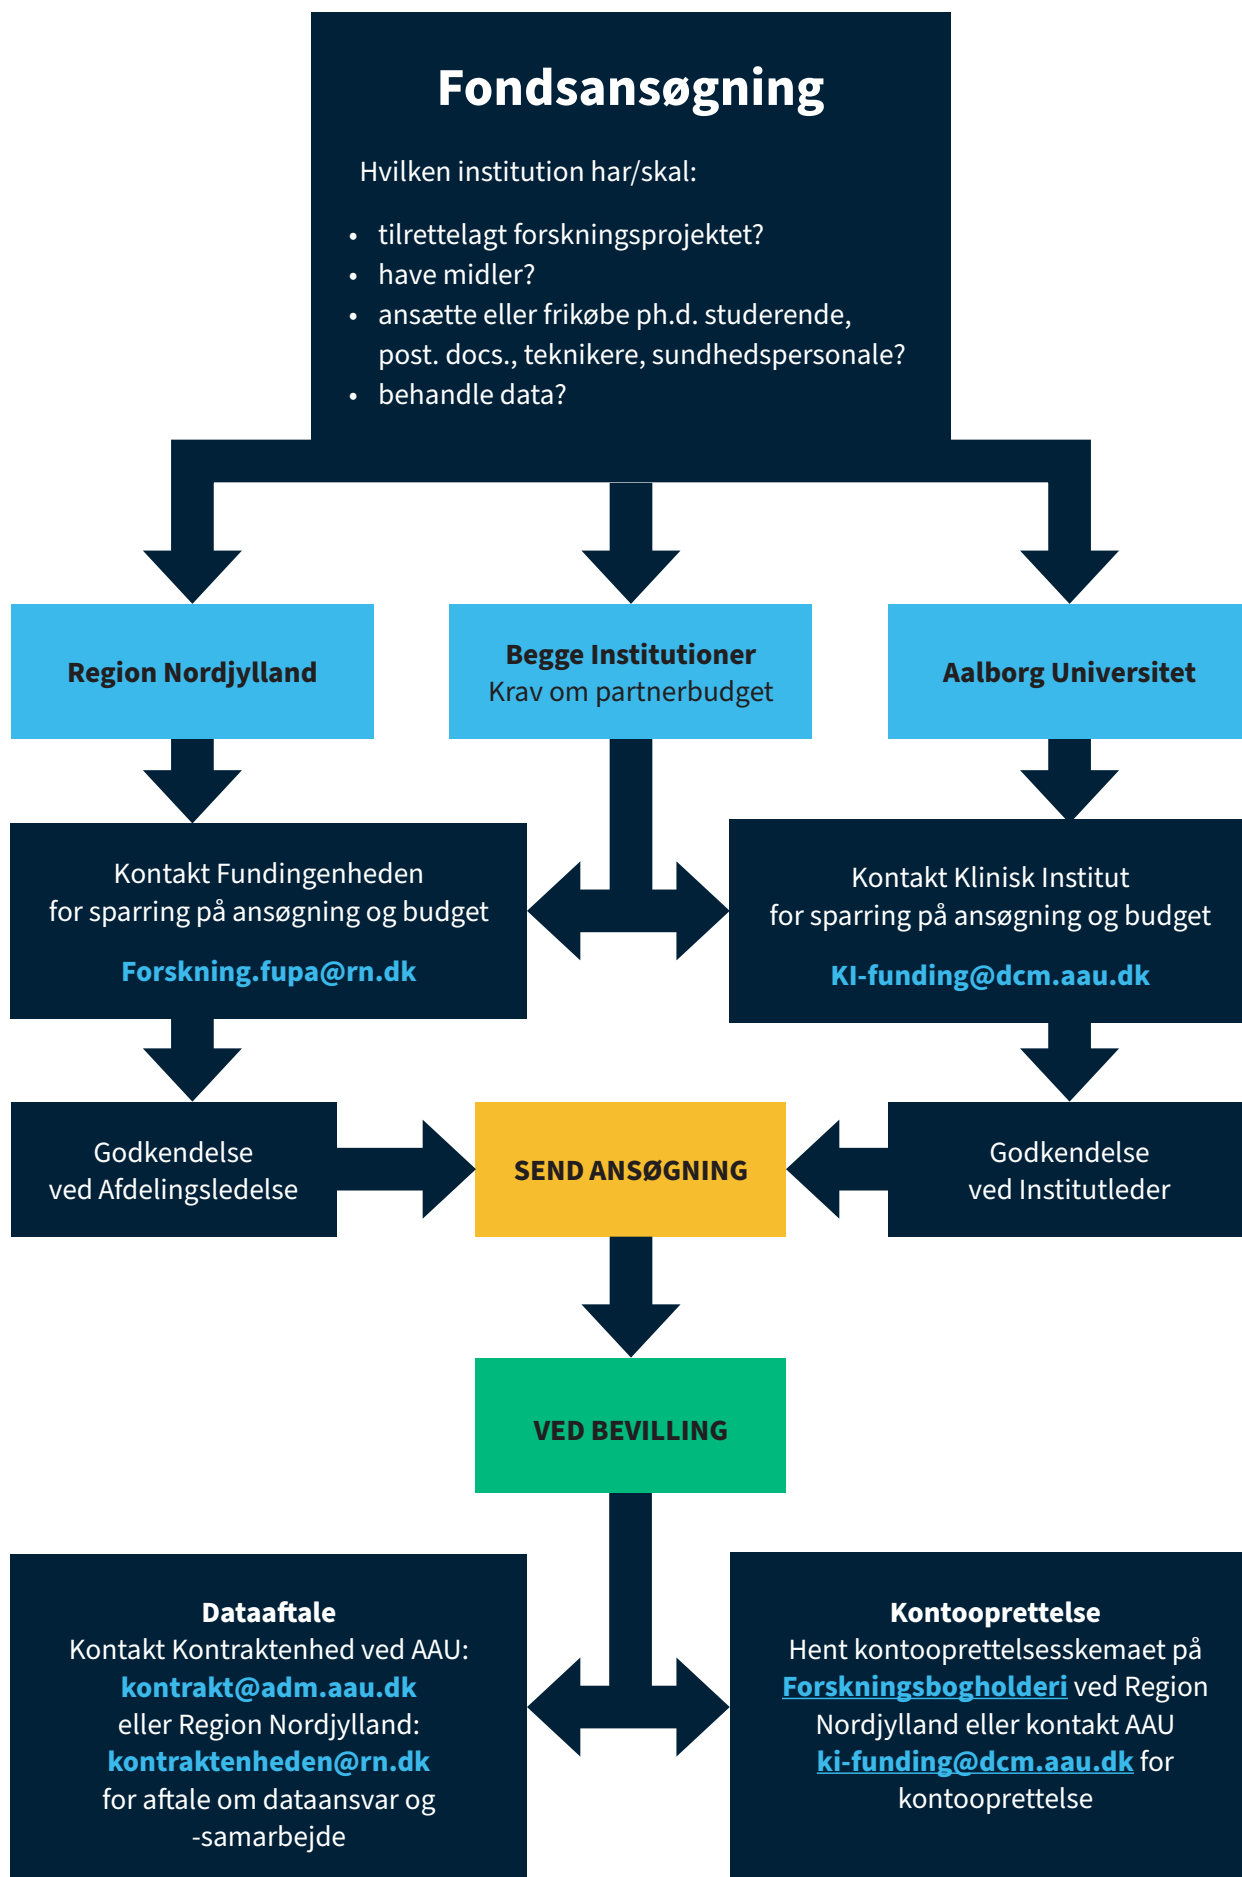 Fondsansøgning
Hvilken institution har/skal:
• tilrettelagt forskningsprojektet?
• have midler?
• ansætte eller frikøbe ph.d. studerende,
post. docs., teknikere, sundhedspersonale?
• behandle data?
Region Nordjylland
Begge Institutioner
Krav om partnerbudget
Aalborg Universitet
Kontakt Fundingenheden
for sparring på ansøgning og budget
Forskning.fupa@rn.dk
Kontakt Klinisk Institut
for sparring på ansøgning og budget
KI-funding@dcm.aau.dk
Godkendelse
ved Afdelingsledelse
SEND ANSØGNING
Godkendelse
ved Institutleder
VED BEVILLING
Dataaftale
Kontakt Kontraktenhed ved AAU:
kontrakt@adm.aau.dk
eller Region Nordjylland:
kontraktenheden@rn.dk
for aftale om dataansvar og
-samarbejde
Kontooprettelse
Hent kontooprettelsesskemaet på
Forskningsbogholderi ved Region
Nordjylland eller kontakt AAU
ki-funding@dcm.aau.dk for
kontooprettelse